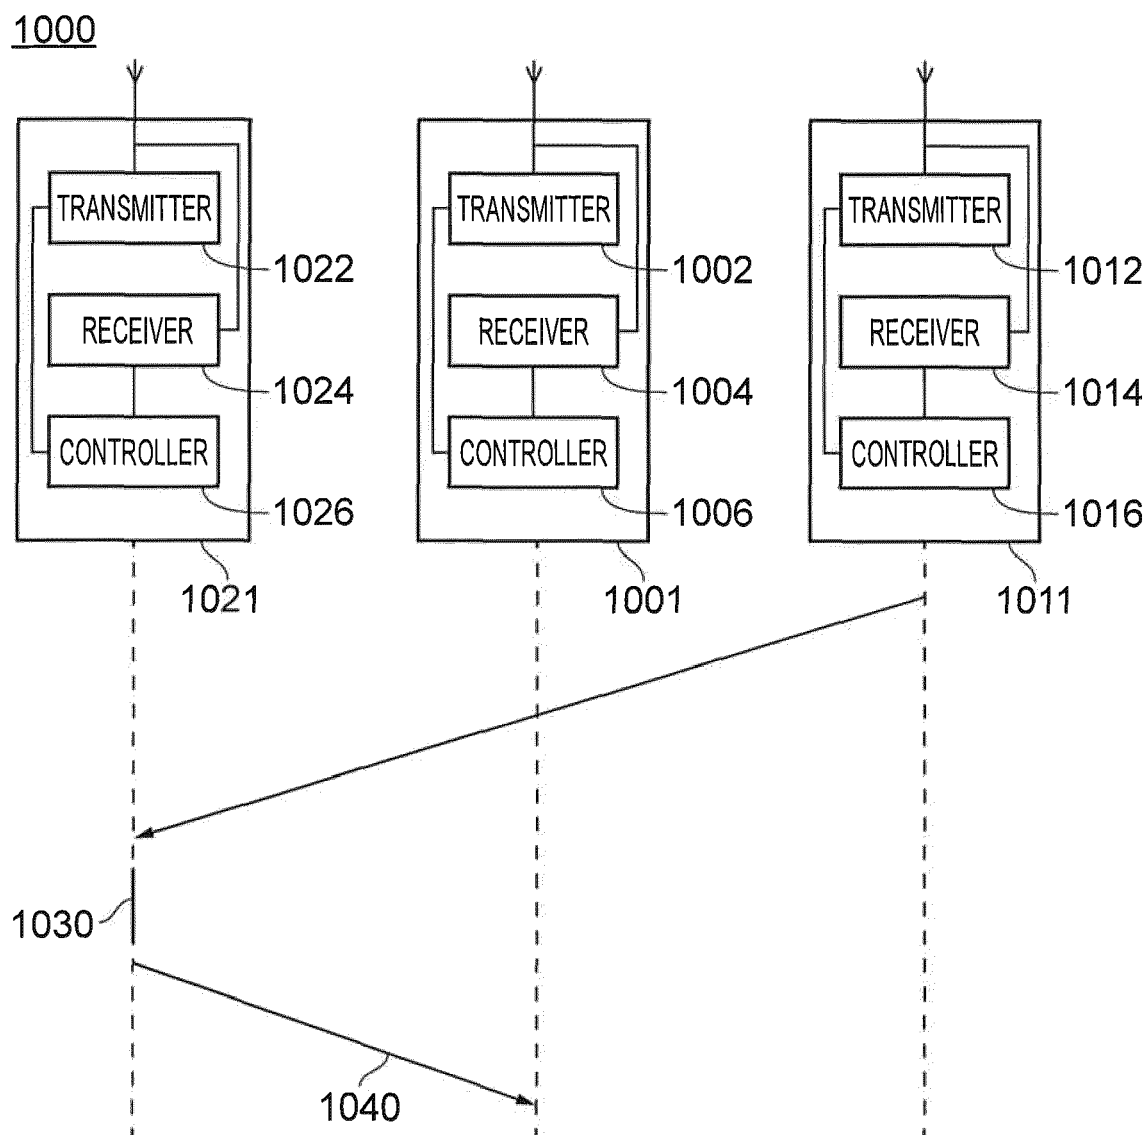 1000
TRANSMITTER TRANSMITTER TRANSMITTER
1022 1002 1012
RECEIVER RECEIVER RECEIVER
1024 1004 1014
CONTROLLER CONTROLLER CONTROLLER
1026 1006 1016
1021 1001 1011
1030
1040